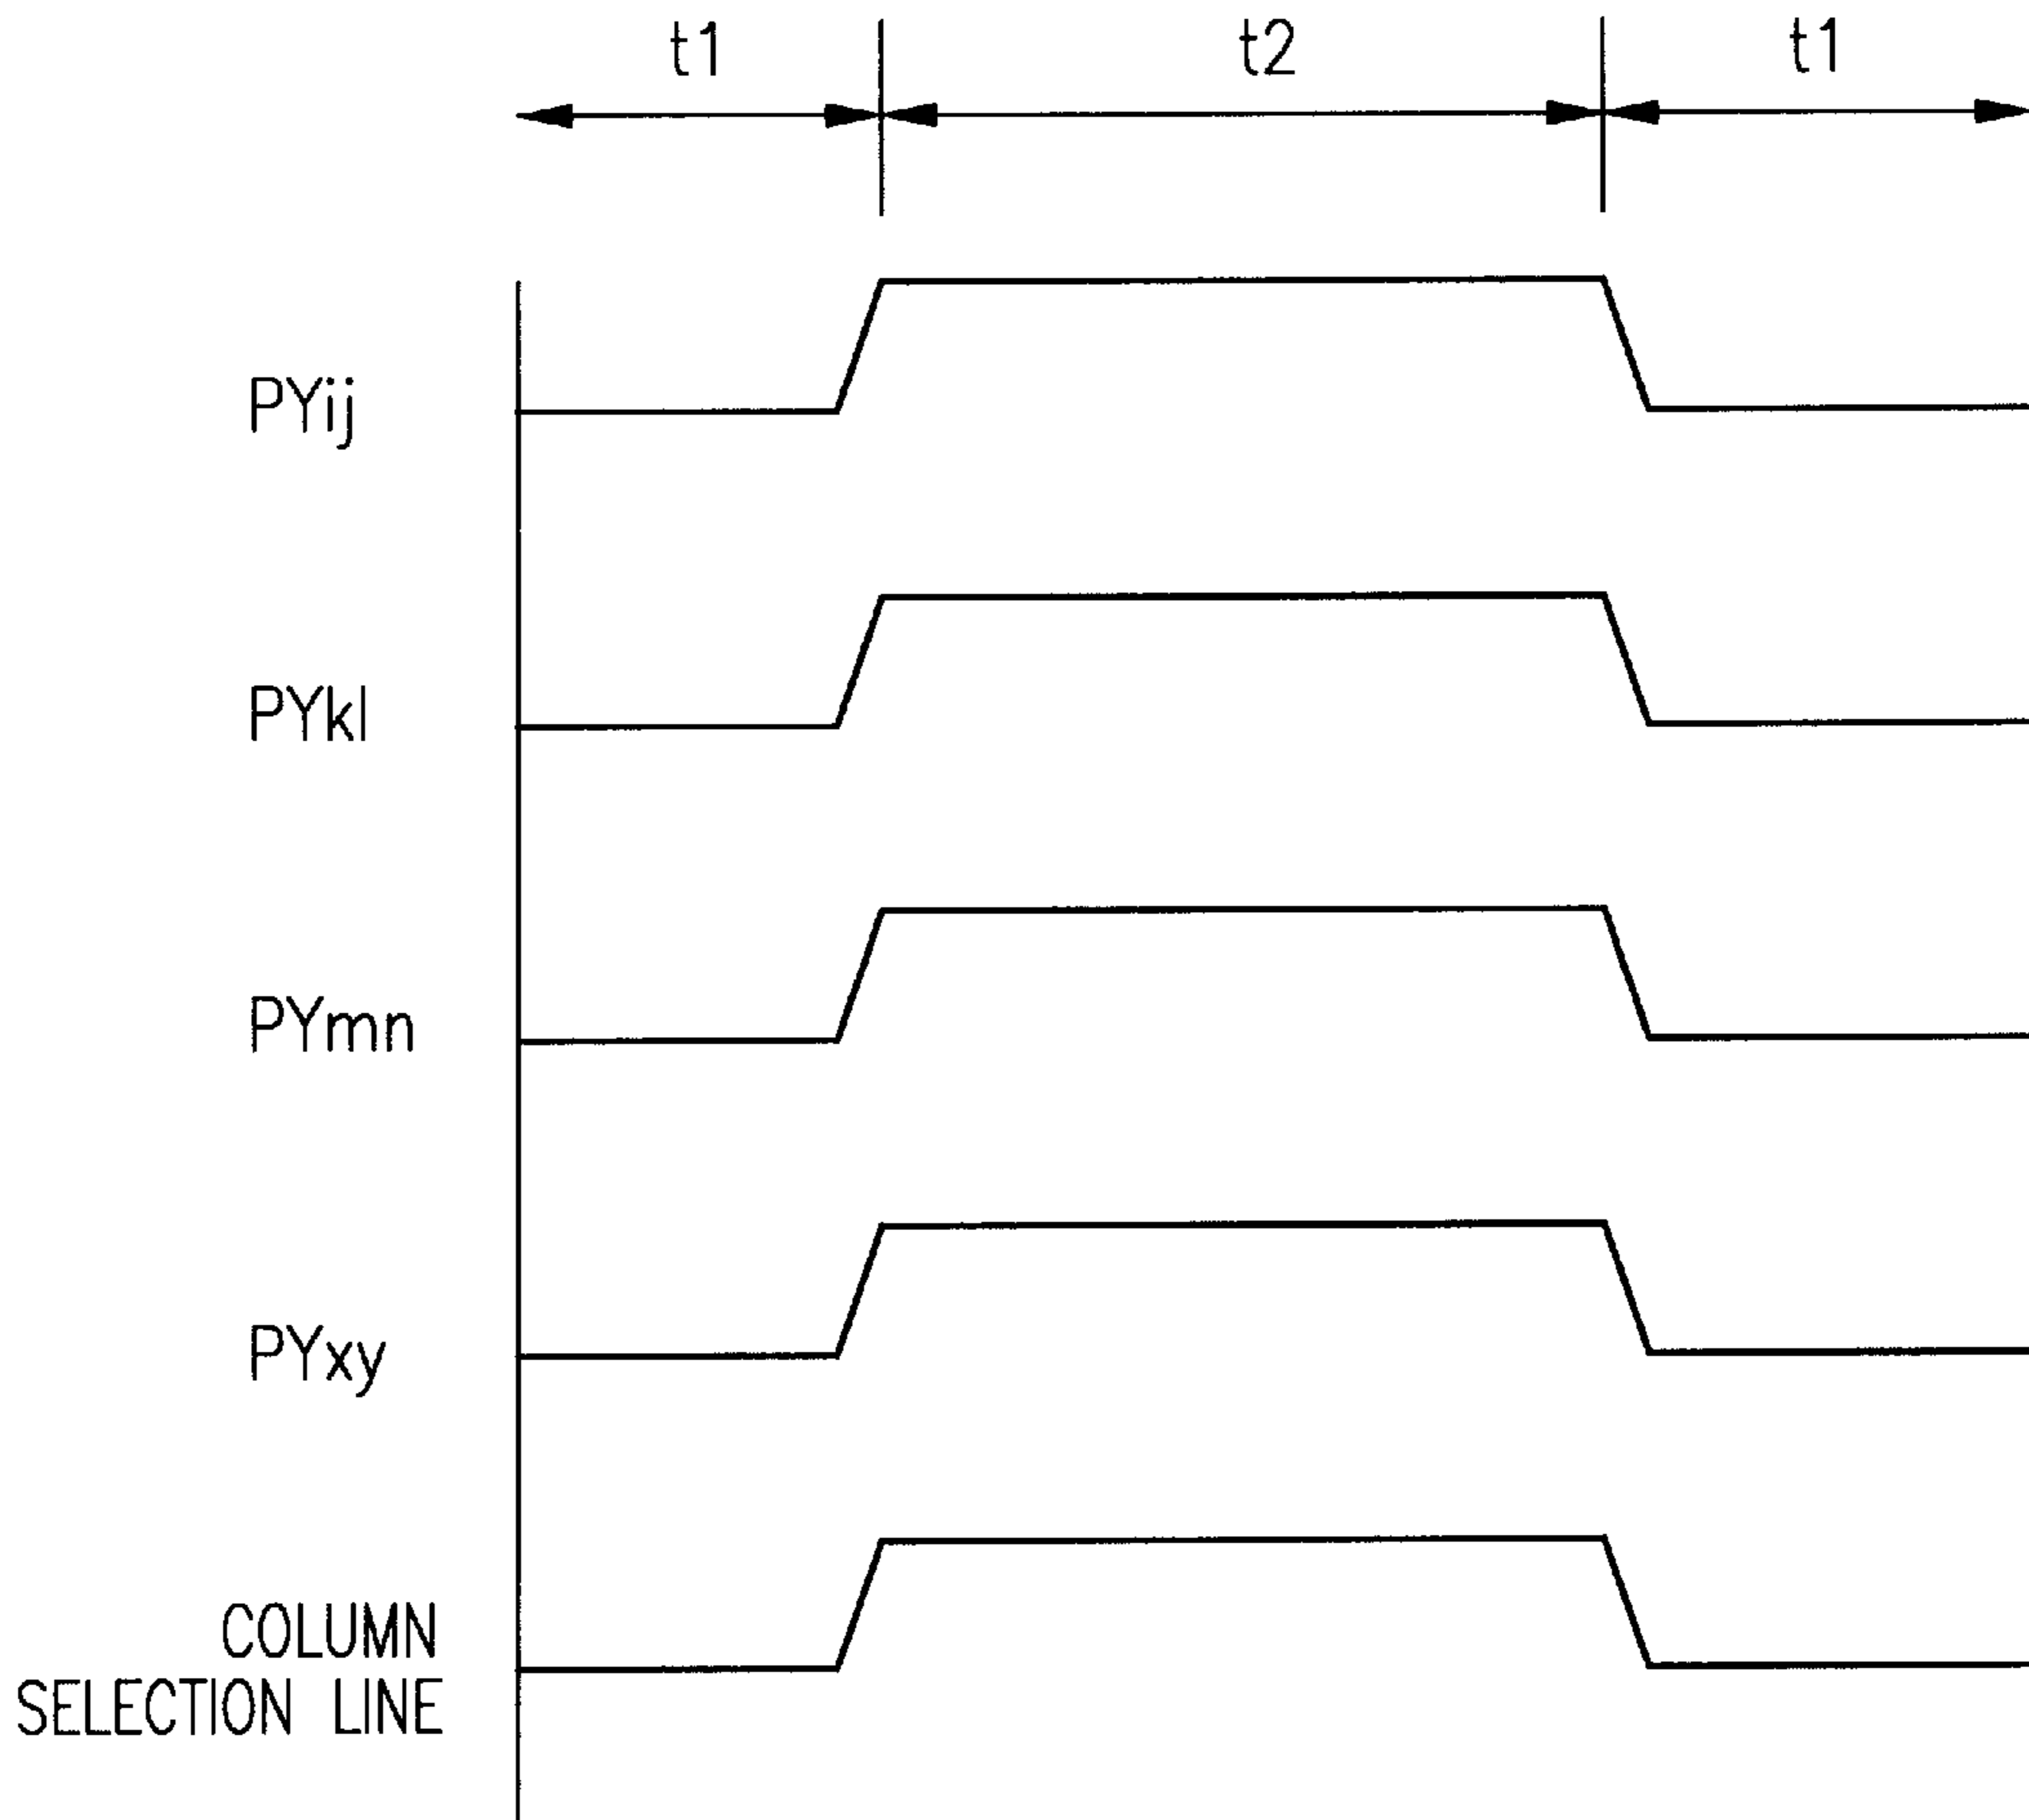 t1 t2 t1
PYij
PYkl
PYmn
PYxy
COLUMN
SELECTION LINE